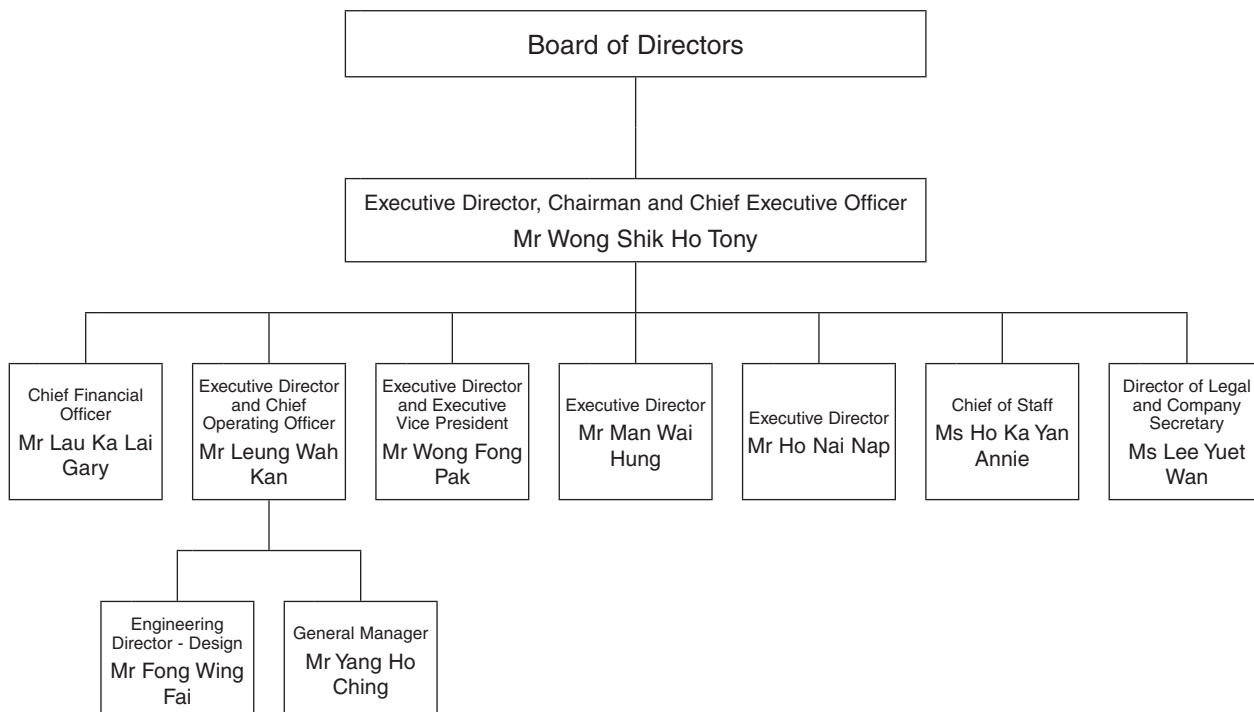 Board of Directors
Executive Director, Chairman and Chief Executive Officer
Mr Wong Shik Ho Tony
Chief Financial
Officer
Mr Lau Ka Lai
Gary
Executive Director
and Chief
Operating Officer
Mr Leung Wah
Kan
Executive Director
and Executive
Vice President
Mr Wong Fong
Pak
Executive Director
Mr Man Wai
Hung
Executive Director
Mr Ho Nai Nap
Chief of Staff
Ms Ho Ka Yan
Annie
Director of Legal
and Company
Secretary
Ms Lee Yuet
Wan
Engineering
Director - Design
Mr Fong Wing
Fai
General Manager
Mr Yang Ho
Ching